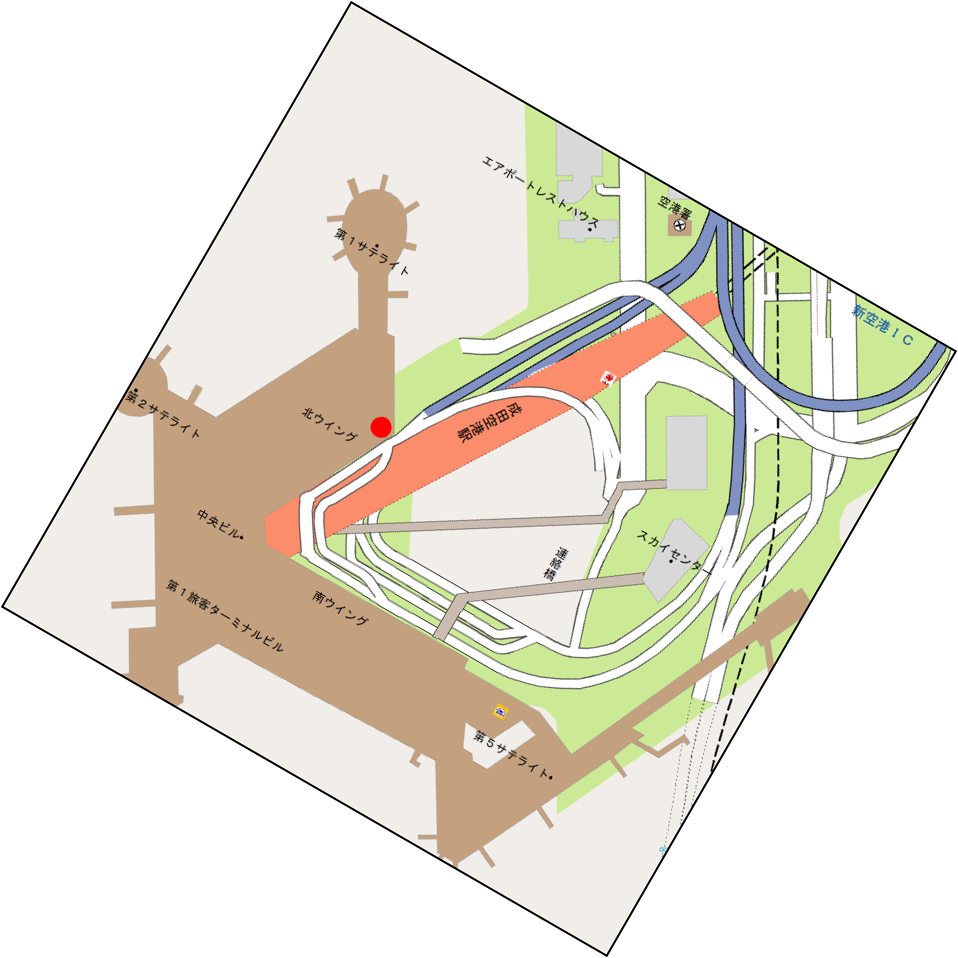 エアポートレストハウス
空港署
新空港ＩＣ
第１サテライト
第２サテライト
北ウイング
成田空港駅
中央ビル
連絡橋
スカイセンター
南ウイング
第１旅客ターミナルビル
第５サテライト